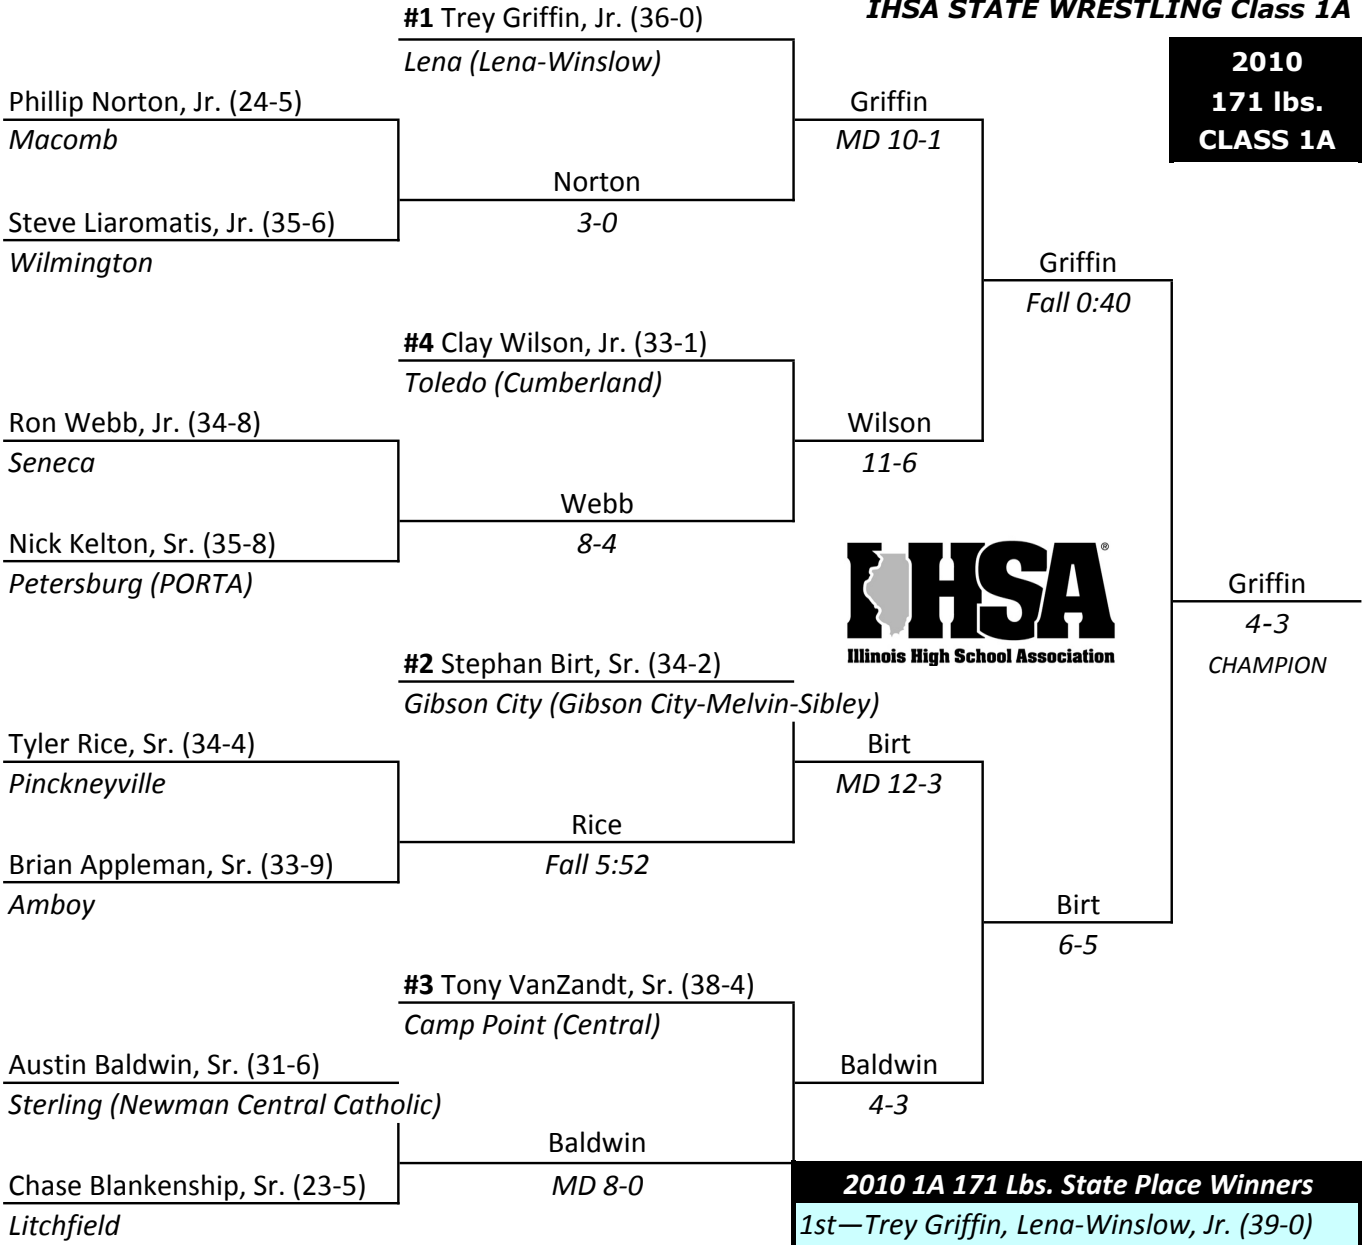 IHSA STATE WRESTLING Class 1A
2010
171 lbs.
CLASS 1A
#1 Trey Griffin, Jr. (36-0)
Lena (Lena-Winslow)
Phillip Norton, Jr. (24-5)
Macomb
Griffin
MD 10-1
Norton
3-0
Steve Liaromatis, Jr. (35-6)
Wilmington
Griffin
Fall 0:40
#4 Clay Wilson, Jr. (33-1)
Toledo (Cumberland)
Ron Webb, Jr. (34-8)
Seneca
Wilson
11-6
Webb
8-4
Nick Kelton, Sr. (35-8)
Petersburg (PORTA)
IHSA®
Illinois High School Association
Griffin
4-3
CHAMPION
#2 Stephan Birt, Sr. (34-2)
Gibson City (Gibson City-Melvin-Sibley)
Tyler Rice, Sr. (34-4)
Pinckneyville
Birt
MD 12-3
Rice
Fall 5:52
Brian Appleman, Sr. (33-9)
Amboy
Birt
6-5
#3 Tony VanZandt, Sr. (38-4)
Camp Point (Central)
Austin Baldwin, Sr. (31-6)
Sterling (Newman Central Catholic)
Baldwin
4-3
Baldwin
MD 8-0
Chase Blankenship, Sr. (23-5)
Litchfield
2010 1A 171 Lbs. State Place Winners
1st—Trey Griffin, Lena-Winslow, Jr. (39-0)